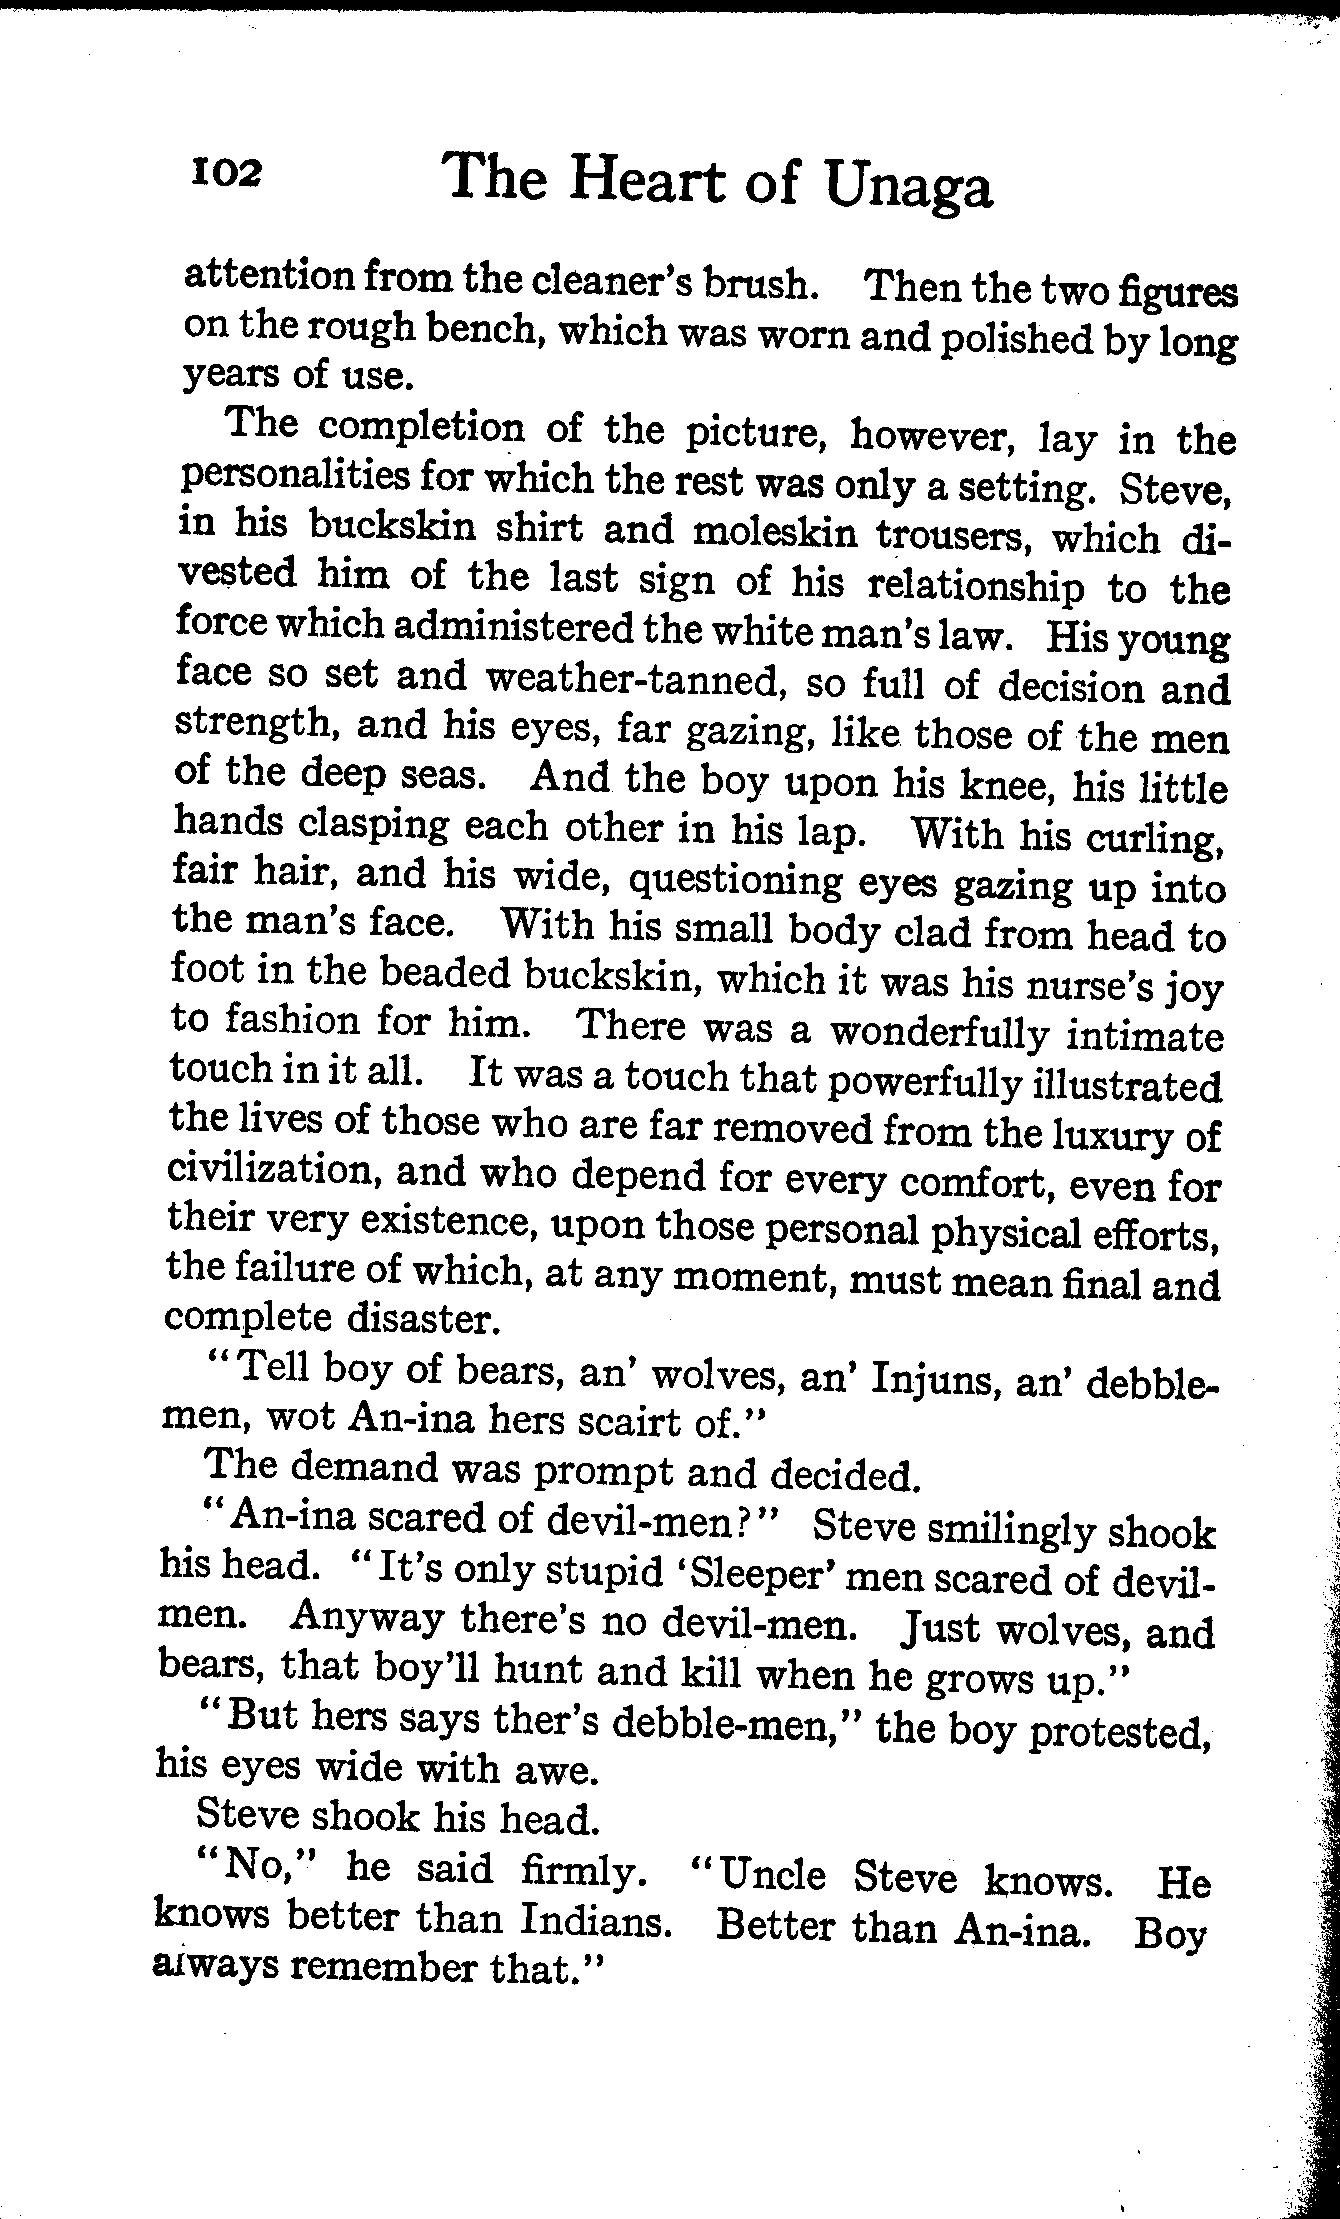 102 The Heart of Unaga
attention from the cleaner's brush. Then the two figures
on the rough bench, which was worn and polished by long
years of use.
The completion of the picture, however, lay in the
personalities for which the rest was only a setting. Steve,
in his buckskin shirt and moleskin trousers, which di-
vested him of the last sign of his relationship to the
force which administered the white man's law. His young
face so set and weather-tanned, so full of decision and
strength, and his eyes, far gazing, like those of the men
of the deep seas. And the boy upon his knee, his little
hands clasping each other in his lap. With his curling,
fair hair, and his wide, questioning eyes gazing up into
the man's face. With his small body clad from head to
foot in the beaded buckskin, which it was his nurse's joy
to fashion for him. There was a wonderfully intimate
touch in it all. It was a touch that powerfully illustrated
the lives of those who are far removed from the luxury of
civilization, and who depend for every comfort, even for
their very existence, upon those personal physical efforts,
the failure of which, at any moment, must mean final and
complete disaster.
"Tell boy of bears, an' wolves, an' Injuns, an' debble-
men, wot An-ina hers scairt of."
The demand was prompt and decided.
"An-ina scared of devil-men?" Steve smilingly shook
his head. "It's only stupid 'Sleeper' men scared of devil-
men. Anyway there's no devil-men. Just wolves, and
bears, that boy'll hunt and kill when he grows up."
"But hers says ther's debble-men," the boy protested,
his eyes wide with awe.
Steve shook his head.
"No," he said firmly. "Uncle Steve knows. He
knows better than Indians. Better than An-ina. Boy
always remember that."